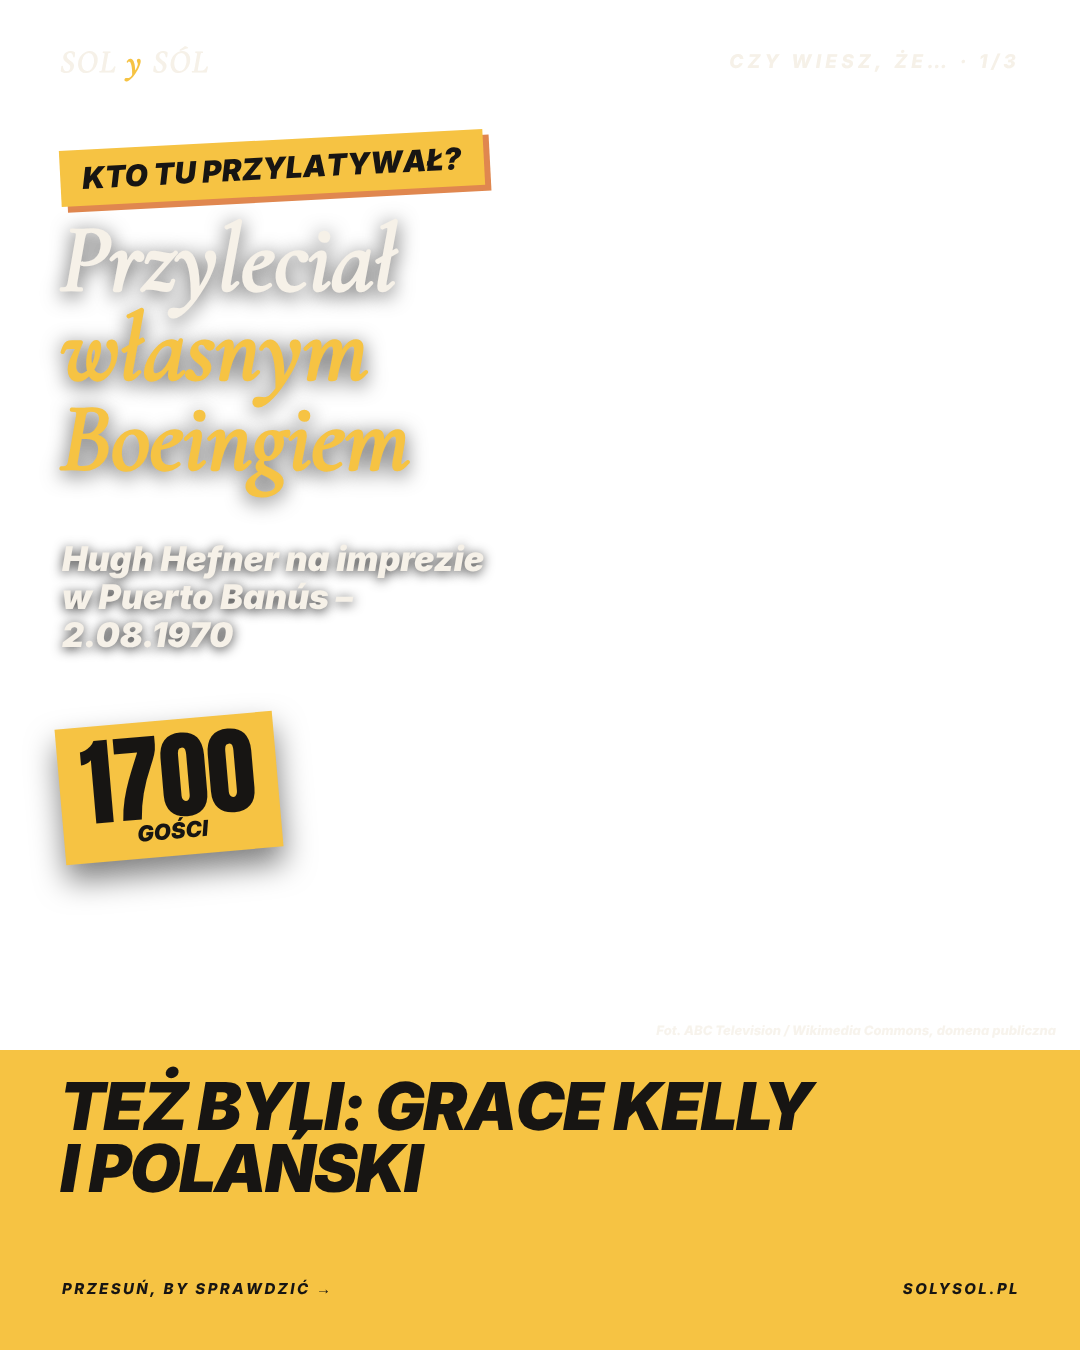 SOL y SÓL
CZY WIESZ, ŻE... · 1/3
KTO TU PRZYLATYWAŁ?
Przyleciał
własnym
Boeingiem
Hugh Hefner na imprezie
w Puerto Banús –
2.08.1970
1700
GOŚCI
Fot. ABC Television / Wikimedia Commons, domena publiczna
TEŻ BYLI: GRACE KELLY
I POLAŃSKI
PRZESUŃ, BY SPRAWDZIĆ →
SOLYSOL.PL